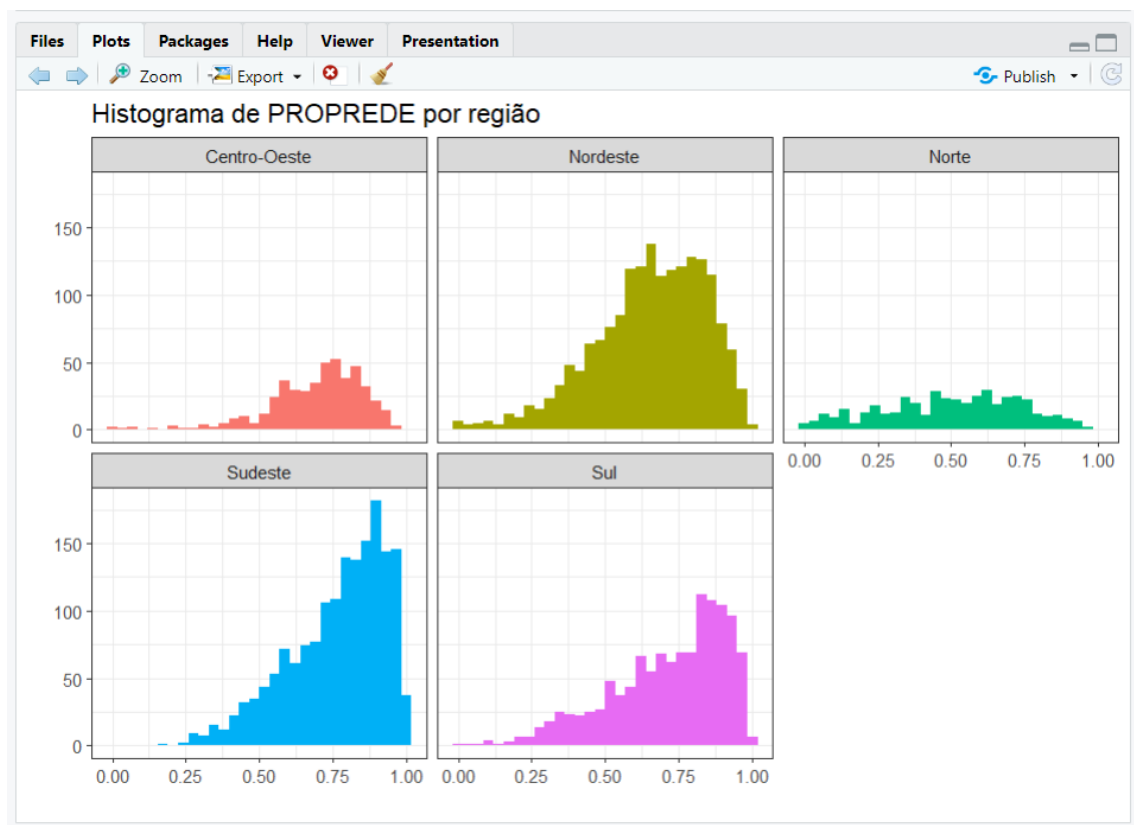 Files Plots Packages Help Viewer Presentation
Zoom Export Publish
Histograma de PROPREDE por região
Centro-Oeste Nordeste Norte
150
100
50
0
0.00 0.25 0.50 0.75 1.00
Sudeste Sul
150
100
50
0
0.00 0.25 0.50 0.75 1.00 0.00 0.25 0.50 0.75 1.00